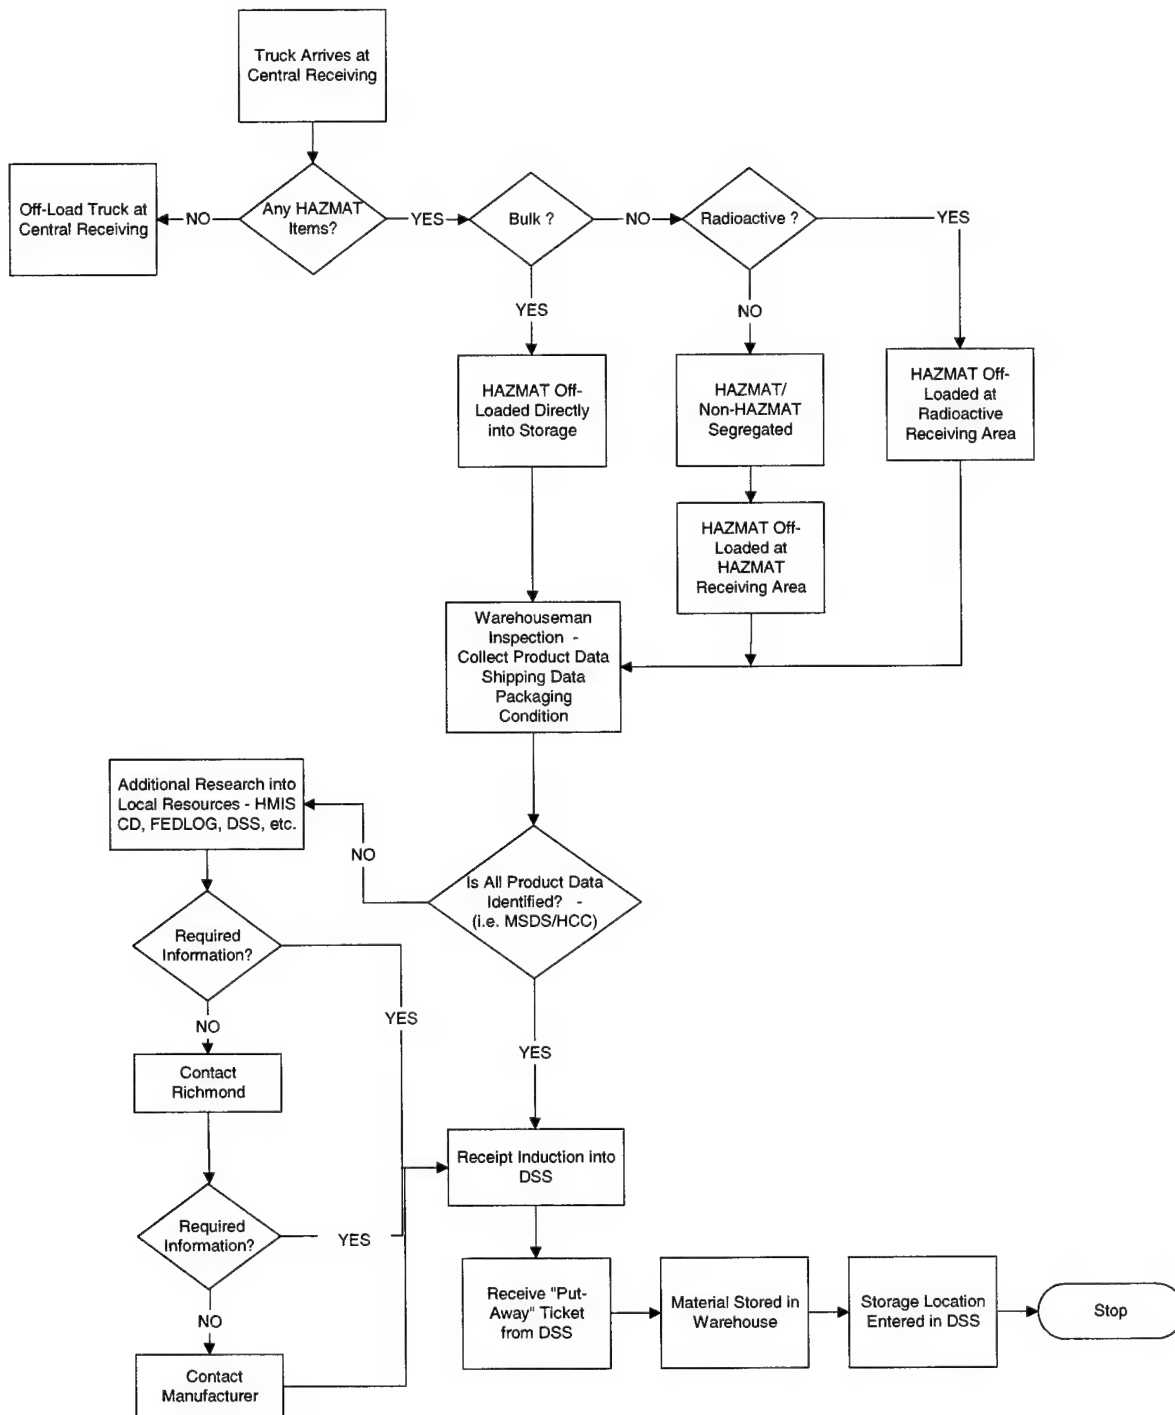 Truck Arrives at
Central Receiving
Off-Load Truck at
Central Receiving
NO
Any HAZMAT
Items?
YES
Bulk ?
NO
Radioactive ?
YES
YES
NO
HAZMAT Off-
Loaded Directly
into Storage
HAZMAT/
Non-HAZMAT
Segregated
HAZMAT Off-
Loaded at
Radioactive
Receiving Area
HAZMAT Off-
Loaded at
HAZMAT
Receiving Area
Warehouseman
Inspection -
Collect Product Data
Shipping Data
Packaging
Condition
Additional Research into
Local Resources - HMIS
CD, FEDLOG, DSS, etc.
NO
Is All Product Data
Identified? -
(i.e. MSDS/HCC)
Required
Information?
YES
NO
YES
Contact
Richmond
Receipt Induction into
DSS
Required
Information?
YES
NO
Receive "Put-
Away" Ticket
from DSS
Material Stored in
Warehouse
Storage Location
Entered in DSS
Stop
Contact
Manufacturer